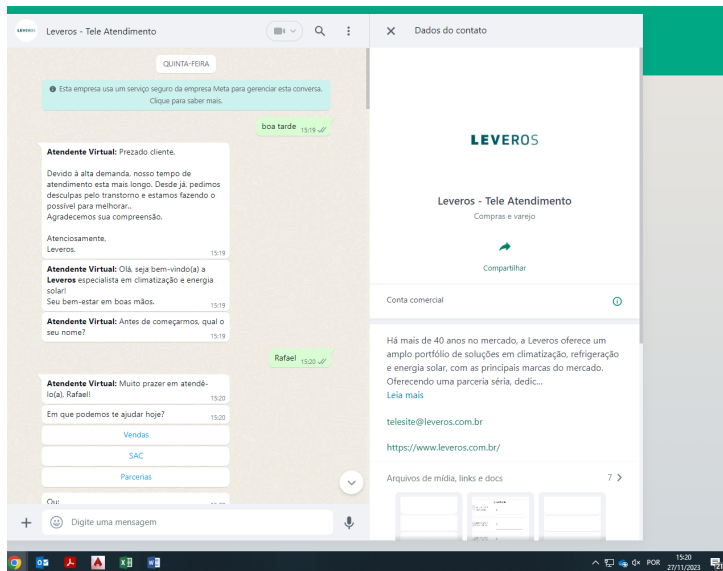 LEVEROS
Leveros - Tele Atendimento
QUINTA-FEIRA
Esta empresa usa um serviço seguro da empresa Meta para gerenciar esta conversa.
Clique para saber mais.
boa tarde 15:19
Atendente Virtual: Prezado cliente,
Devido à alta demanda, nosso tempo de
atendimento esta mais longo. Desde já, pedimos
desculpas pelo transtorno e estamos fazendo o
possível para melhorar..
Agradecemos sua compreensão.
Atenciosamente,
Leveros.
15:19
Atendente Virtual: Olá, seja bem-vindo(a) a
Leveros especialista em climatização e energia
solar!
Seu bem-estar em boas mãos.
15:19
Atendente Virtual: Antes de começarmos, qual o
seu nome?
15:19
Rafael 15:20
Atendente Virtual: Muito prazer em atendê-
lo(a), Rafael!
15:20
Em que podemos te ajudar hoje?
15:20
Vendas
SAC
Parcerias
Digite uma mensagem
Dados do contato
LEVEROS
Leveros - Tele Atendimento
Compras e varejo
Compartilhar
Conta comercial
Há mais de 40 anos no mercado, a Leveros oferece um
amplo portfólio de soluções em climatização, refrigeração
e energia solar, com as principais marcas do mercado.
Oferecendo uma parceria séria, dedic...
Leia mais
telesite@leveros.com.br
https://www.leveros.com.br/
Arquivos de mídia, links e docs 7
POR
15:20
27/11/2023